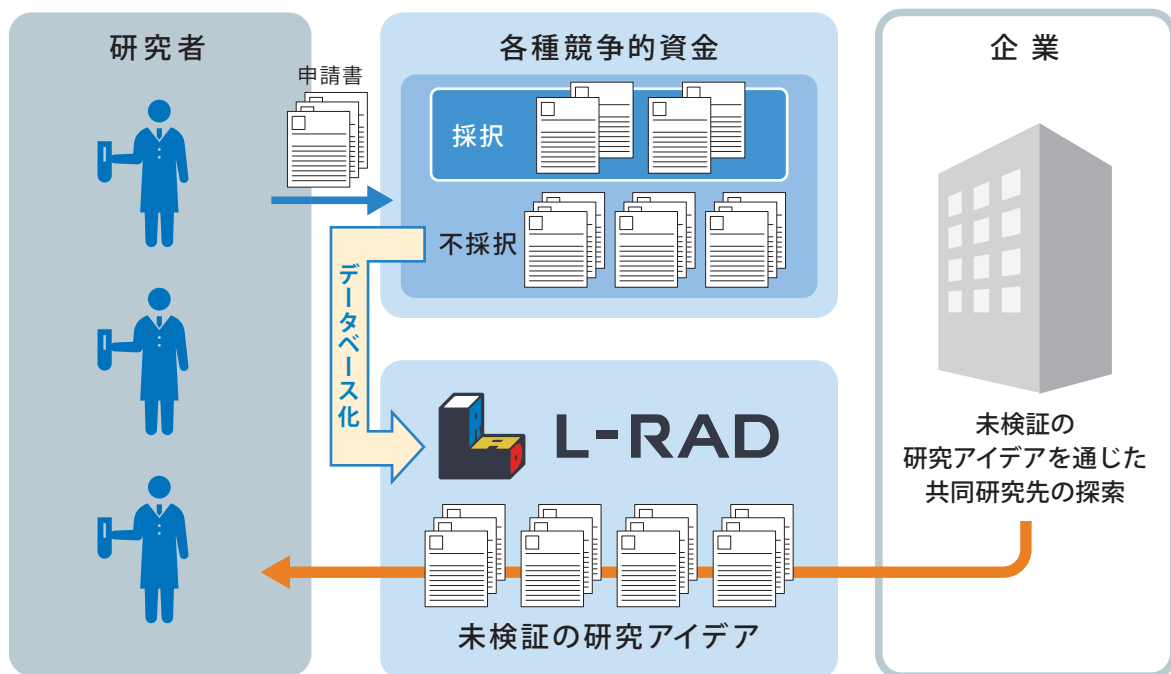 研究者
申請書
各種競争的資金
採択
不採択
データベース化
L-RAD
未検証の研究アイデア
企業
未検証の
研究アイデアを通じた
共同研究先の探索